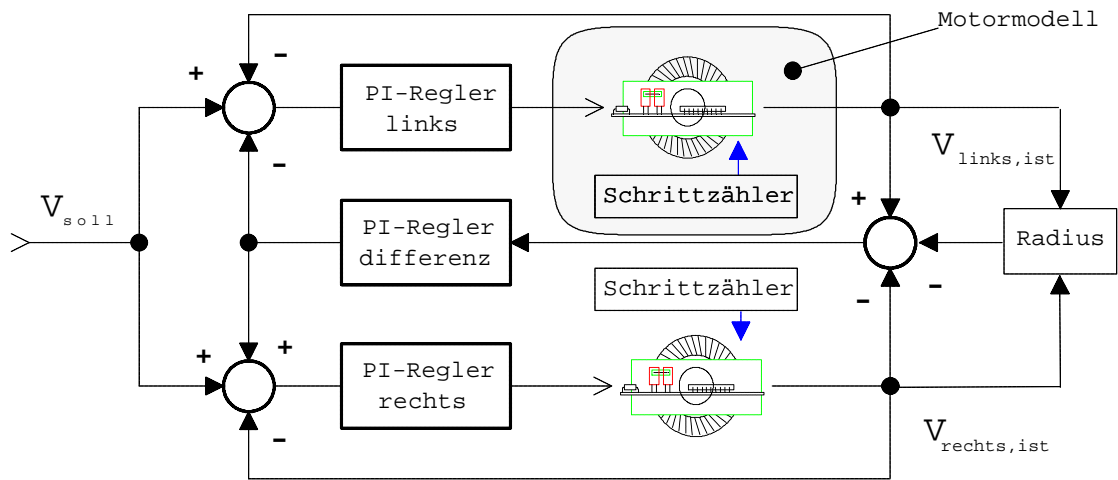 Motormodell
-
+
PI-Regler
links
-
V links,ist
Schrittzähler
V soll
+
PI-Regler
differenz
Radius
-
-
Schrittzähler
+
+
PI-Regler
rechts
-
V rechts,ist